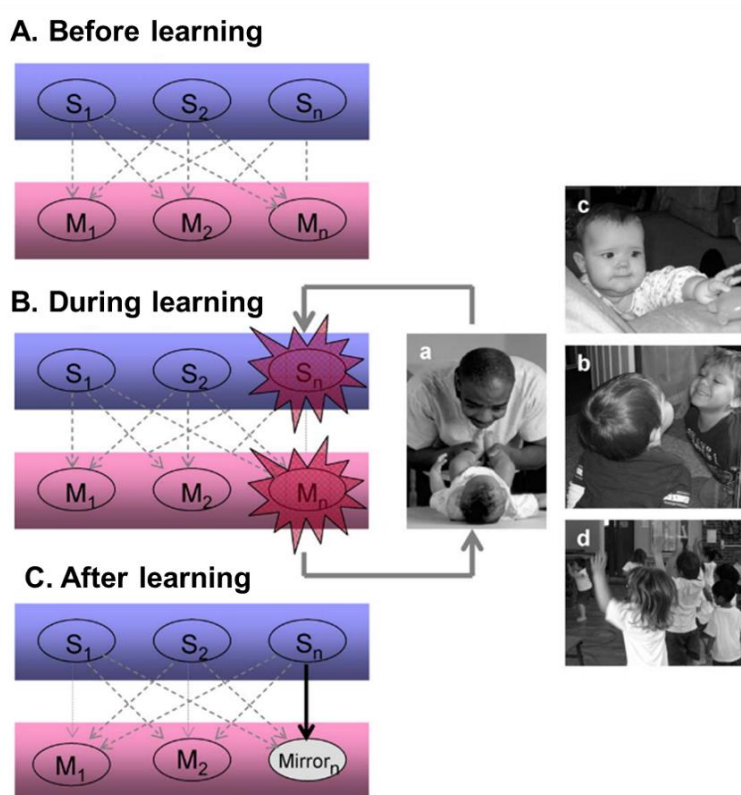 A. Before learning
S₁ S₂ Sₙ
M₁ M₂ Mₙ
c
B. During learning
a
b
S₁ S₂ Sₙ
M₁ M₂ Mₙ
d
C. After learning
S₁ S₂ Sₙ
M₁ M₂ Mirrorₙ